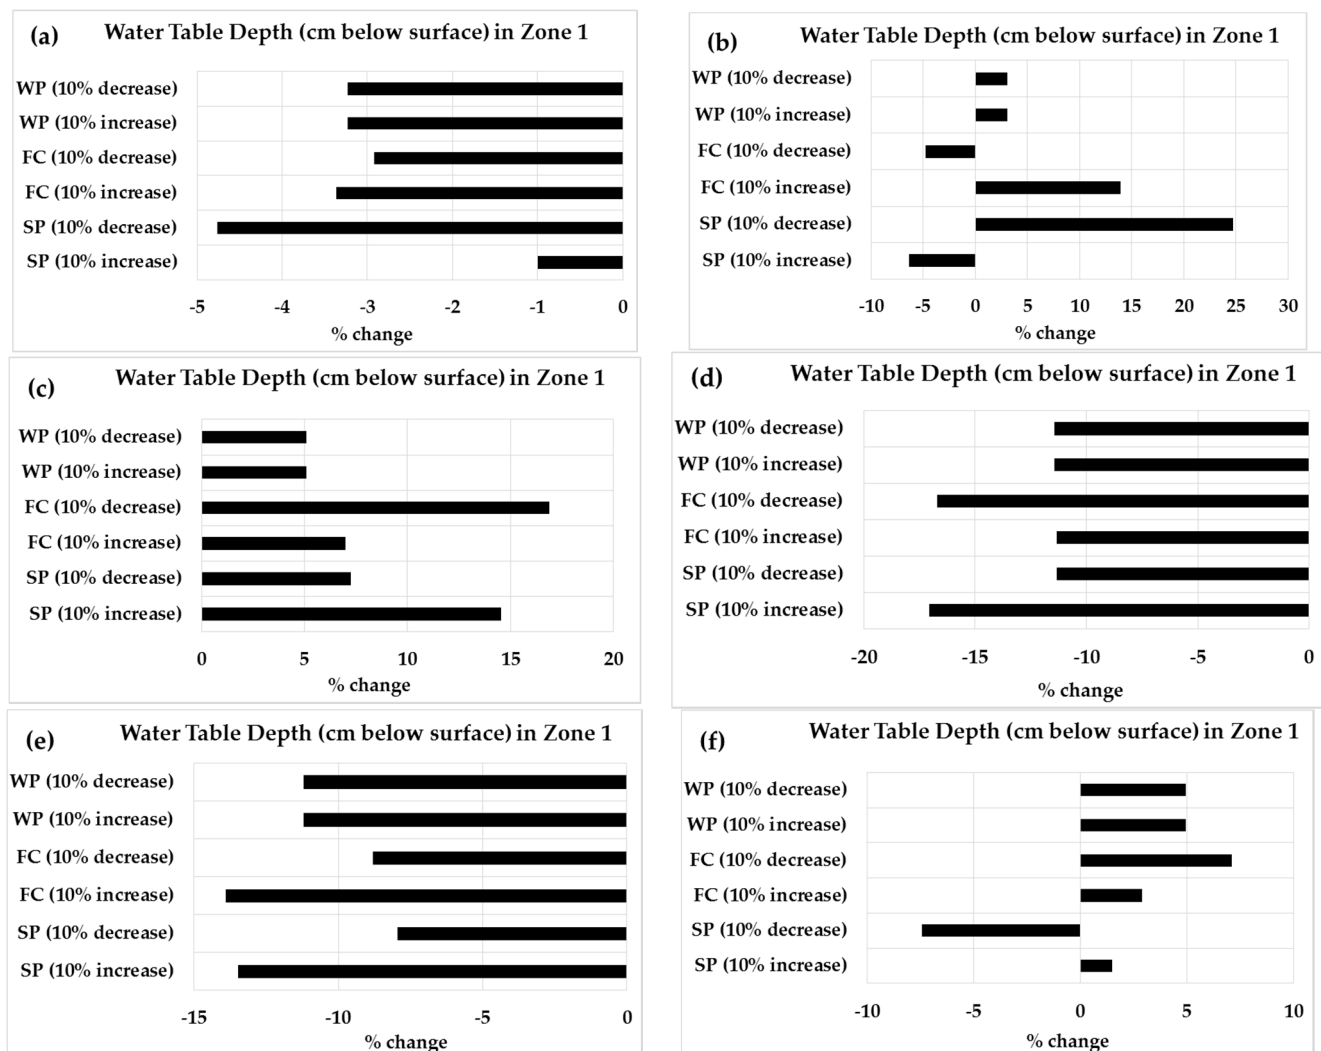 (a) Water Table Depth (cm below surface) in Zone 1
WP (10% decrease)
WP (10% increase)
FC (10% decrease)
FC (10% increase)
SP (10% decrease)
SP (10% increase)
-5 -4 -3 -2 -1 0
% change
(b) Water Table Depth (cm below surface) in Zone 1
WP (10% decrease)
WP (10% increase)
FC (10% decrease)
FC (10% increase)
SP (10% decrease)
SP (10% increase)
-10 -5 0 5 10 15 20 25 30
% change
(c) Water Table Depth (cm below surface) in Zone 1
WP (10% decrease)
WP (10% increase)
FC (10% decrease)
FC (10% increase)
SP (10% decrease)
SP (10% increase)
0 5 10 15 20
% change
(d) Water Table Depth (cm below surface) in Zone 1
WP (10% decrease)
WP (10% increase)
FC (10% decrease)
FC (10% increase)
SP (10% decrease)
SP (10% increase)
-20 -15 -10 -5 0
% change
(e) Water Table Depth (cm below surface) in Zone 1
WP (10% decrease)
WP (10% increase)
FC (10% decrease)
FC (10% increase)
SP (10% decrease)
SP (10% increase)
-15 -10 -5 0
% change
(f) Water Table Depth (cm below surface) in Zone 1
WP (10% decrease)
WP (10% increase)
FC (10% decrease)
FC (10% increase)
SP (10% decrease)
SP (10% increase)
-10 -5 0 5 10
% change